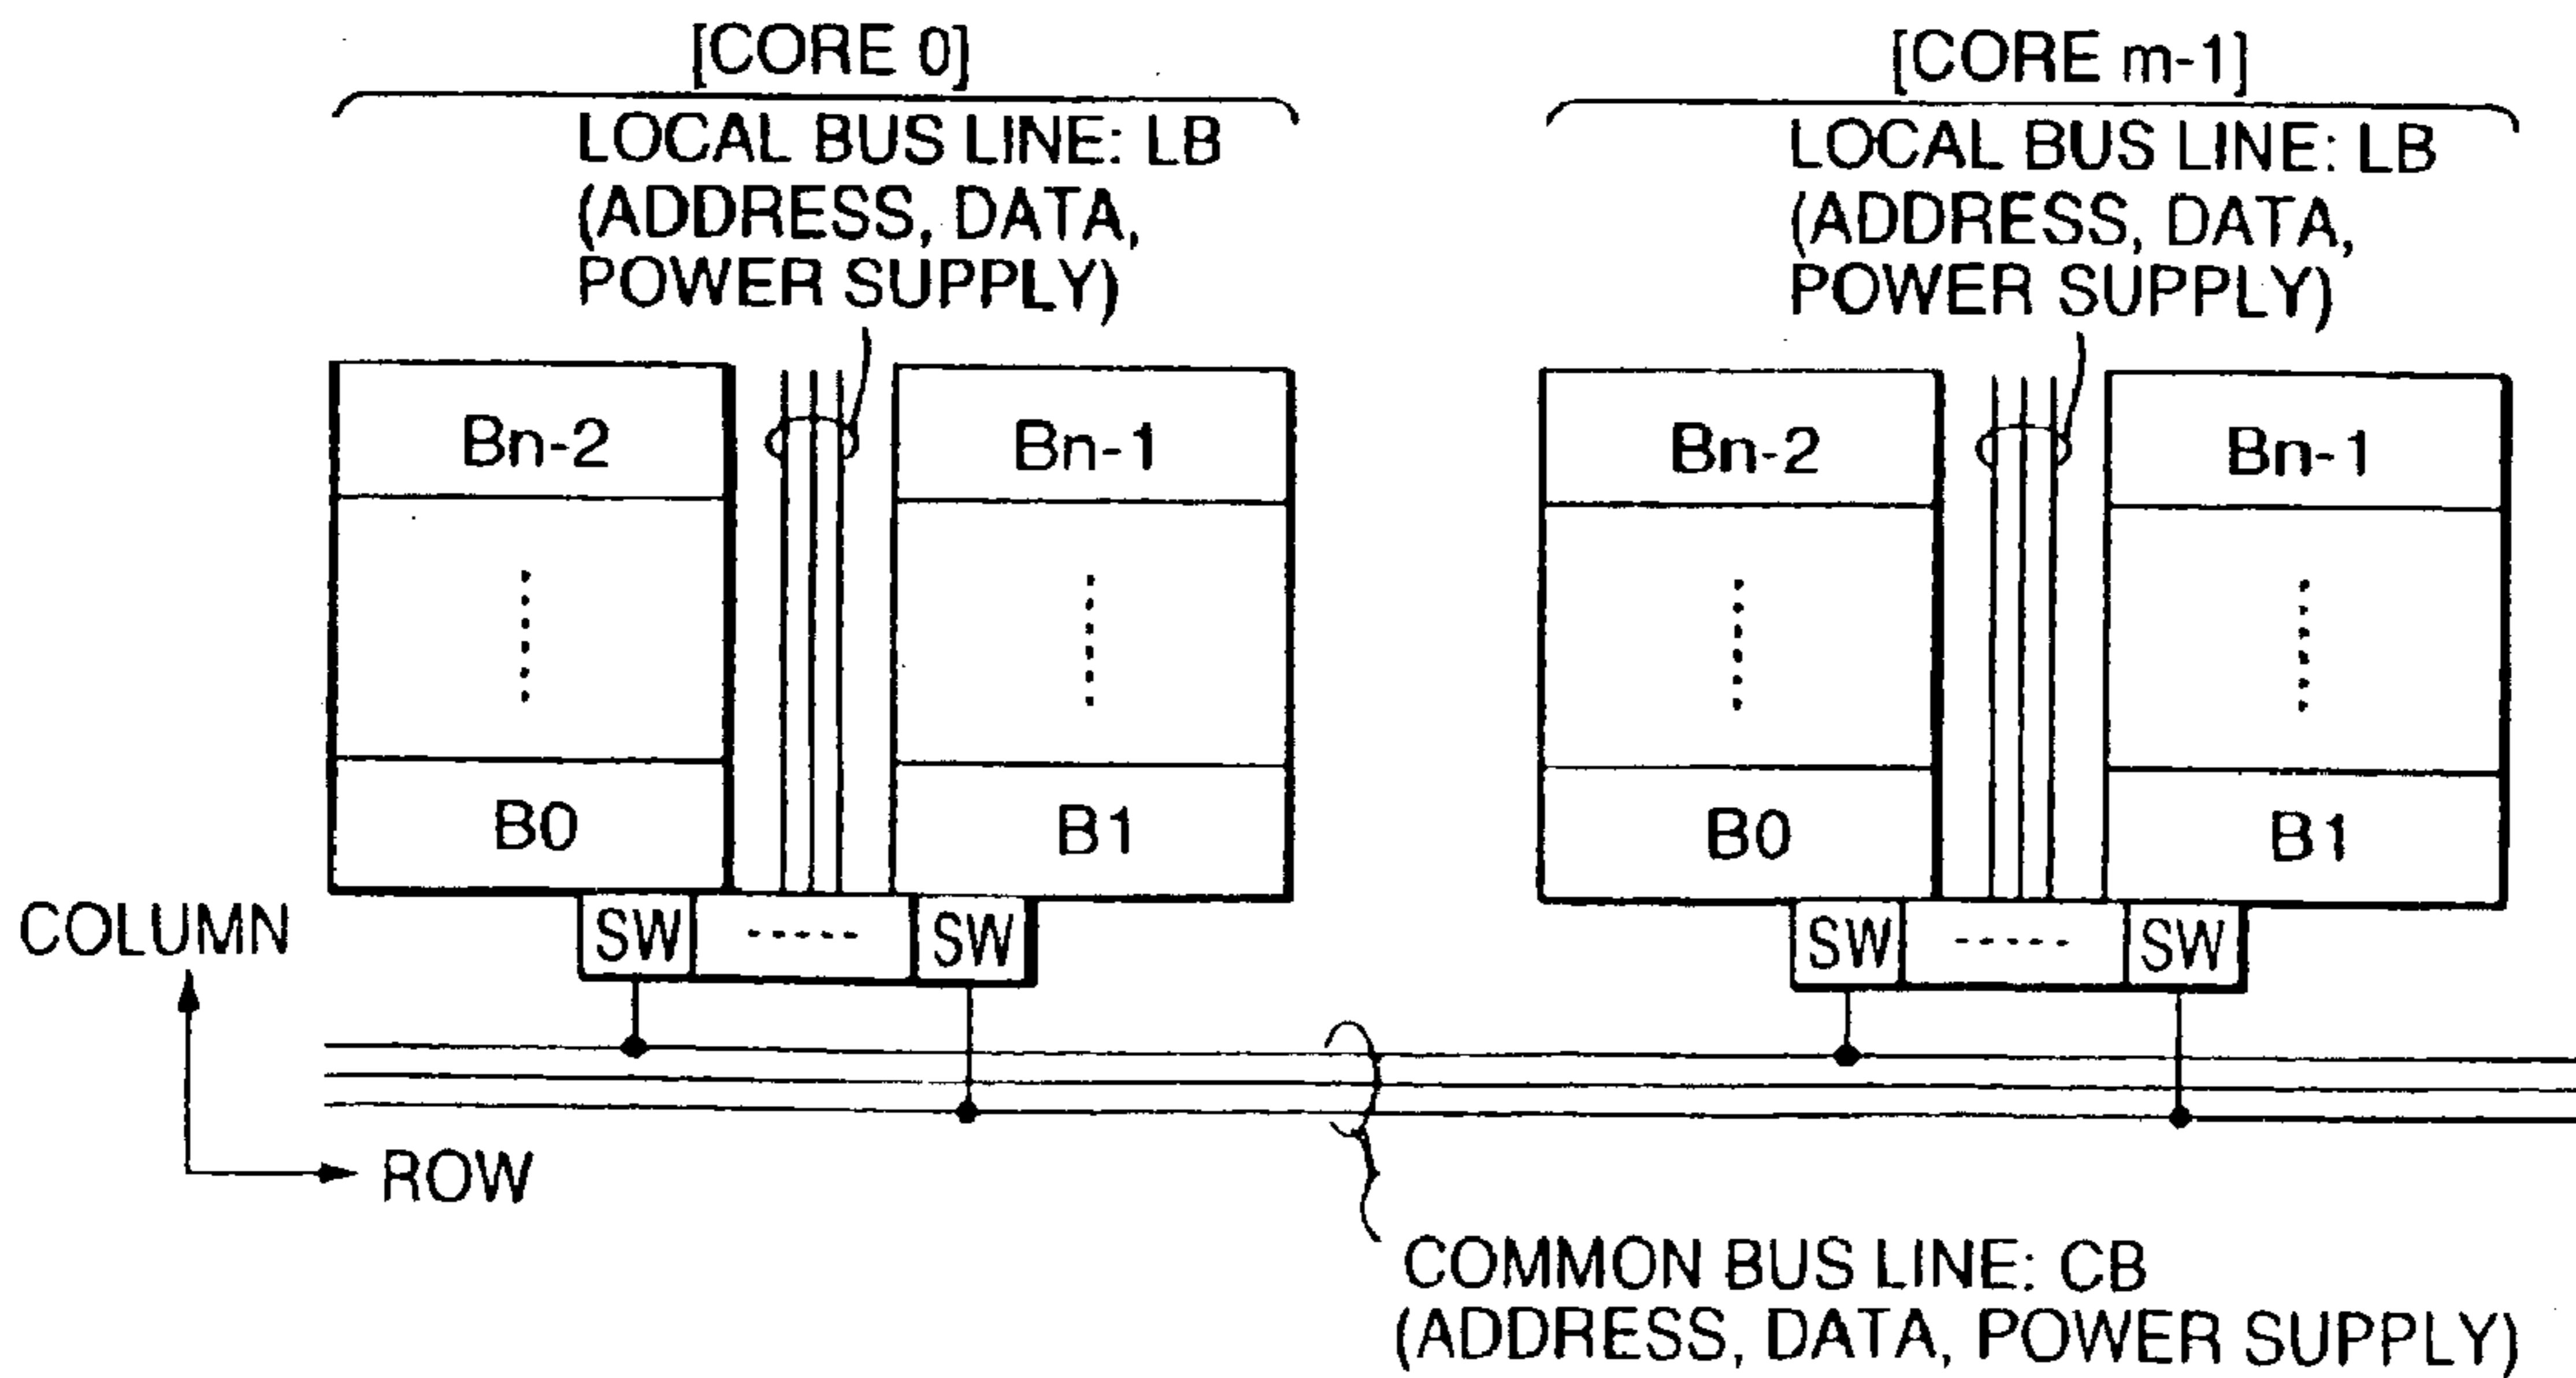 [CORE 0]
LOCAL BUS LINE: LB
(ADDRESS, DATA,
POWER SUPPLY)
Bn-2
Bn-1
B0
B1
SW
SW
[CORE m-1]
LOCAL BUS LINE: LB
(ADDRESS, DATA,
POWER SUPPLY)
Bn-2
Bn-1
B0
B1
SW
SW
COLUMN
ROW
COMMON BUS LINE: CB
(ADDRESS, DATA, POWER SUPPLY)